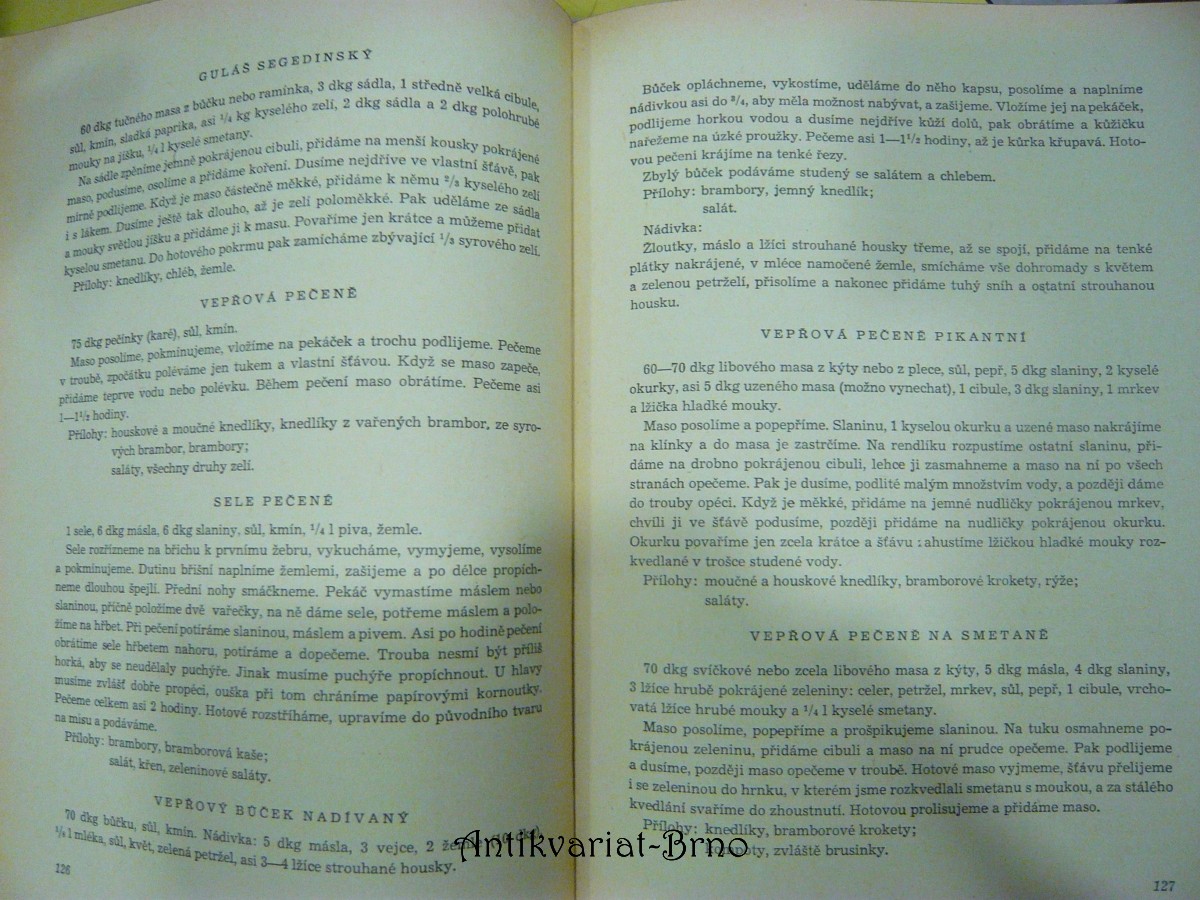 GULÁŠ SEGEDINSKÝ
60 dkg tučného masa z bůčku nebo ramínka, 3 dkg sádla, 1 středně velká cibule,
sůl, kmín, sladká paprika, asi 1/4 kg kyselého zelí, 2 dkg sádla a 2 dkg polohrubé
mouky na jíšku, 1/4 l kyselé smetany.
Na sádle zpěníme jemně pokrájenou cibuli, přidáme na menší kousky pokrájené
maso, podusíme, osolíme a přidáme koření. Dusíme nejdříve ve vlastní šťávě, pak
mírně podlijeme. Když je maso částečně měkké, přidáme k němu 2/3 kyselého zelí
i s lákem. Dusíme ještě tak dlouho, až je zelí poloměkké. Pak uděláme ze sádla
a mouky světlou jíšku a přidáme ji k masu. Povaříme jen krátce a můžeme přidat
kyselou smetanu. Do hotového pokrmu pak zamícháme zbývající 1/3 syrového zelí.
Přílohy: knedlíky, chléb, žemle.
VEPŘOVÁ PEČENĚ
75 dkg pečínky (karé), sůl, kmín.
Maso posolíme, pokmínujeme, vložíme na pekáček a trochu podlijeme. Pečeme
v troubě, zpočátku poléváme jen tukem a vlastní šťávou. Když se maso zapeče,
přidáme teprve vodu nebo polévku. Během pečení maso obrátíme. Pečeme asi
1—1 1/2 hodiny.
Přílohy: houskové a moučné knedlíky, knedlíky z vařených brambor, ze syro-
vých brambor, brambory;
saláty, všechny druhy zelí.
SELE PEČENÉ
1 sele, 6 dkg másla, 6 dkg slaniny, sůl, kmín, 1/4 l piva, žemle.
Sele rozřízneme na břichu k prvnímu žebru, vykucháme, vymyjeme, vysolíme
a pokmínujeme. Dutinu břišní naplníme žemlemi, zašijeme a po délce propích-
neme dlouhou špejlí. Přední nohy smáčkneme. Pekáč vymastíme máslem nebo
slaninou, příčně položíme dvě vařečky, na ně dáme sele, potřeme máslem a polo-
žíme na hřbet. Při pečení potíráme slaninou, máslem a pivem. Asi po hodině pečení
obrátíme sele hřbetem nahoru, potíráme a dopečeme. Trouba nesmí být příliš
horká, aby se neudělaly puchýře. Jinak musíme puchýře propíchnout. U hlavy
musíme zvlášť dobře propéci, ouška při tom chráníme papírovými kornoutky.
Pečeme celkem asi 2 hodiny. Hotové rozstříháme, upravíme do původního tvaru
na misu a podáváme.
Přílohy: brambory, bramborová kaše;
salát, křen, zeleninové saláty.
VEPŘOVÝ BŮČEK NADÍVANÝ
70 dkg bůčku, sůl, kmín. Nádivka: 5 dkg másla, 3 vejce, 2 žemle (10 dkg),
1/8 l mléka, sůl, květ, zelená petržel, asi 3—4 lžíce strouhané housky.
126
Bůček opláchneme, vykostíme, uděláme do něho kapsu, posolíme a naplníme
nádivkou asi do 3/4, aby měla možnost nabývat, a zašijeme. Vložíme jej na pekáček,
podlijeme horkou vodou a dusíme nejdříve kůží dolů, pak obrátíme a kůžičku
nařežeme na úzké proužky. Pečeme asi 1—1 1/2 hodiny, až je kůrka křupavá. Hoto-
vou pečeni krájíme na tenké řezy.
Zbylý bůček podáváme studený se salátem a chlebem.
Přílohy: brambory, jemný knedlík;
salát.
Nádivka:
Žloutky, máslo a lžíci strouhané housky třeme, až se spojí, přidáme na tenké
plátky nakrájené, v mléce namočené žemle, smícháme vše dohromady s květem
a zelenou petrželí, přisolíme a nakonec přidáme tuhý sníh a ostatní strouhanou
housku.
VEPŘOVÁ PEČENĚ PIKANTNÍ
60—70 dkg libového masa z kýty nebo z plece, sůl, pepř, 5 dkg slaniny, 2 kyselé
okurky, asi 5 dkg uzeného masa (možno vynechat), 1 cibule, 3 dkg slaniny, 1 mrkev
a lžička hladké mouky.
Maso posolíme a popepříme. Slaninu, 1 kyselou okurku a uzené maso nakrájíme
na klínky a do masa je zastrčíme. Na rendlíku rozpustíme ostatní slaninu, při-
dáme na drobno pokrájenou cibuli, lehce ji zasmahneme a maso na ní po všech
stranách opečeme. Pak je dusíme, podlité malým množstvím vody, a později dáme
do trouby opéci. Když je měkké, přidáme na jemné nudličky pokrájenou mrkev,
chvíli ji ve šťávě podusíme, později přidáme na nudličky pokrájenou okurku.
Okurku povaříme jen zcela krátce a šťávu zahustíme lžičkou hladké mouky roz-
kvedlané v trošce studené vody.
Přílohy: moučné a houskové knedlíky, bramborové krokety, rýže;
saláty.
VEPŘOVÁ PEČENĚ NA SMETANĚ
70 dkg svíčkové nebo zcela libového masa z kýty, 5 dkg másla, 4 dkg slaniny,
3 lžíce hrubě pokrájené zeleniny: celer, petržel, mrkev, sůl, pepř, 1 cibule, vrcho-
vatá lžíce hrubé mouky a 1/4 l kyselé smetany.
Maso posolíme, popepříme a prošpikujeme slaninou. Na tuku osmahneme po-
krájenou zeleninu, přidáme cibuli a maso na ní prudce opečeme. Pak podlijeme
a dusíme, později maso opečeme v troubě. Hotové maso vyjmeme, šťávu přelijeme
i se zeleninou do hrnku, v kterém jsme rozkvedlali smetanu s moukou, a za stálého
kvedlání svaříme do zhoustnutí. Hotovou prolisujeme a přidáme maso.
Přílohy: knedlíky, bramborové krokety;
kompoty, zvláště brusinky.
127
Antikvariat-Brno